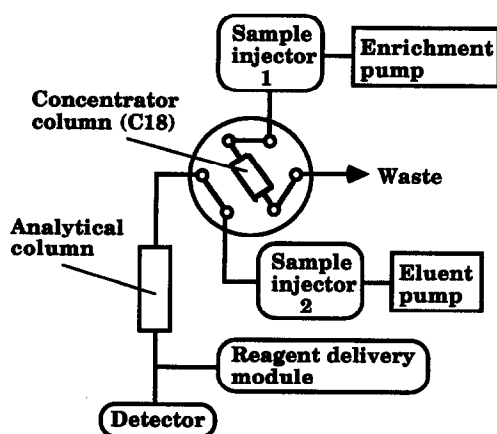 Sample
injector
1
Enrichment
pump
Concentrator
column (C18)
Waste
Analytical
column
Sample
injector
2
Eluent
pump
Reagent delivery
module
Detector